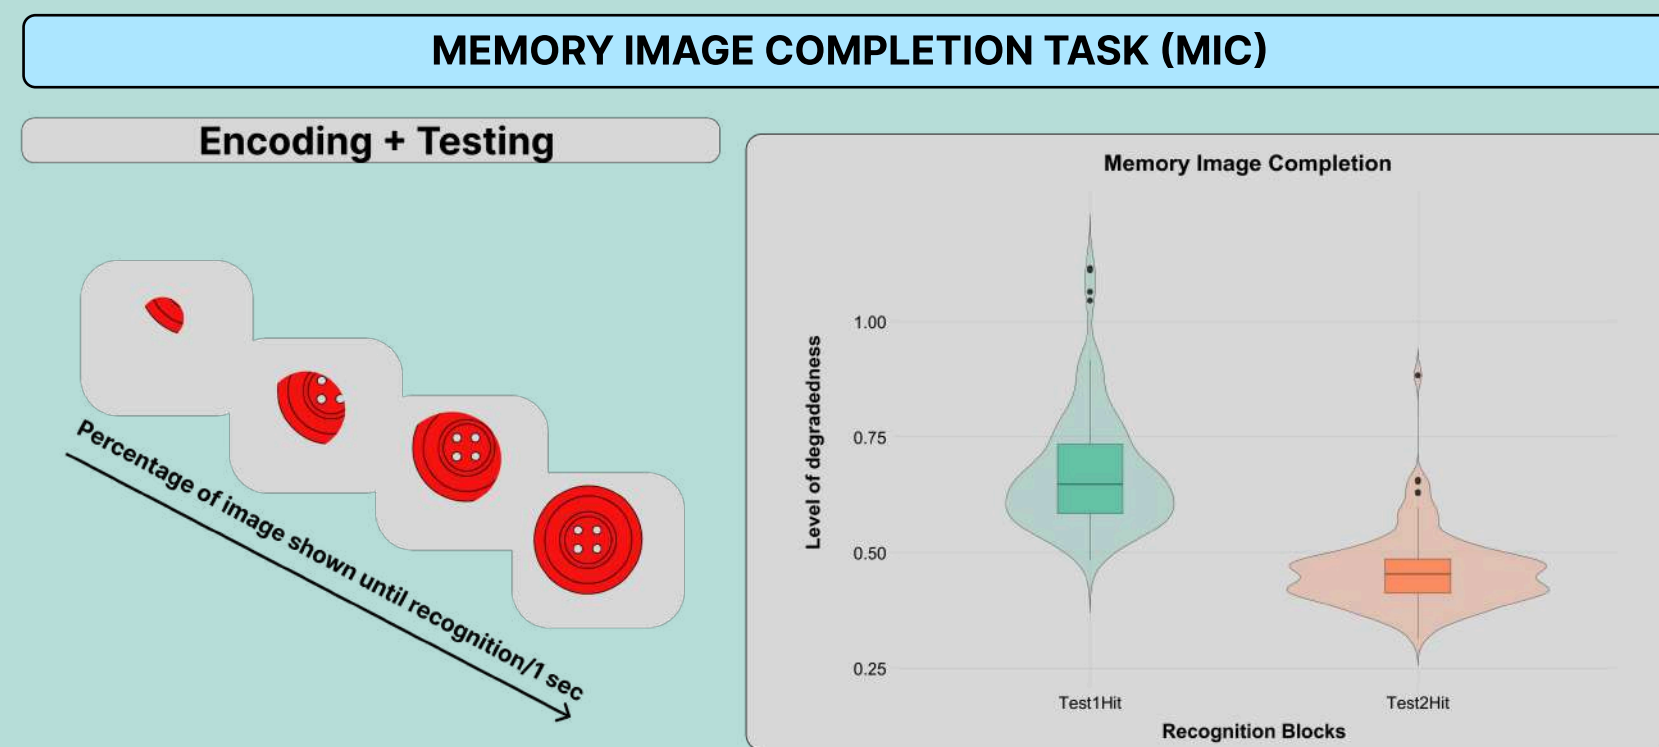 MEMORY IMAGE COMPLETION TASK (MIC)
Encoding + Testing
Percentage of image shown until recognition/1 sec
Memory Image Completion
Level of degradedness
1.00
0.75
0.50
0.25
Test1Hit
Test2Hit
Recognition Blocks